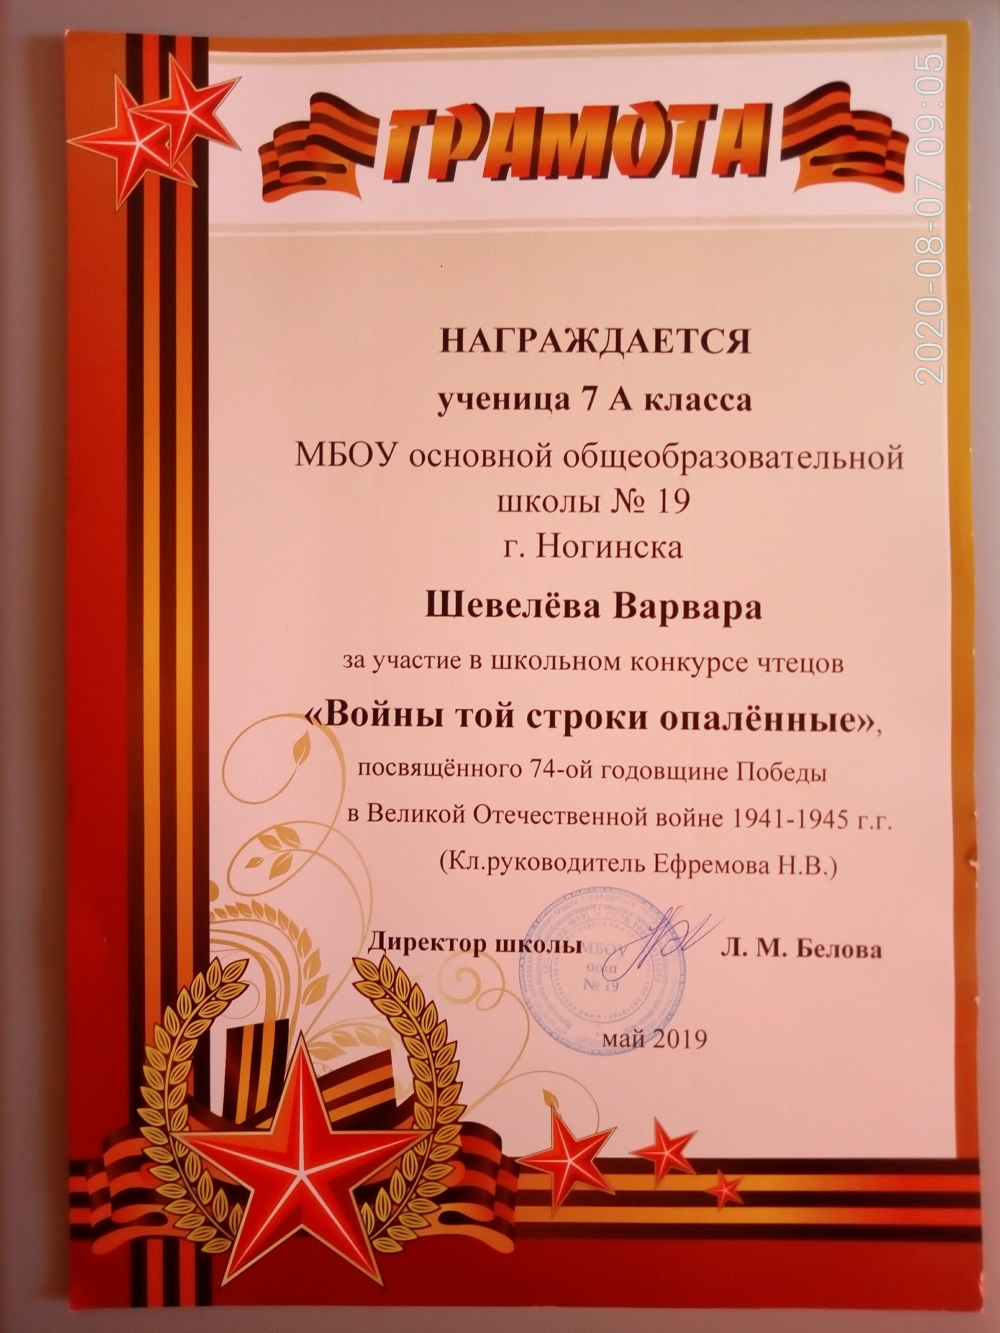 ГРАМОТА
НАГРАЖДАЕТСЯ
ученица 7 А класса
МБОУ основной общеобразовательной
школы № 19
г. Ногинска
Шевелёва Варвара
за участие в школьном конкурсе чтецов
«Войны той строки опалённые»,
посвящённого 74-ой годовщине Победы
в Великой Отечественной войне 1941-1945 г.г.
(Кл.руководитель Ефремова Н.В.)
Директор школы Л. М. Белова
МБОУ
оош
№ 19
май 2019
2020-08-07 09:05